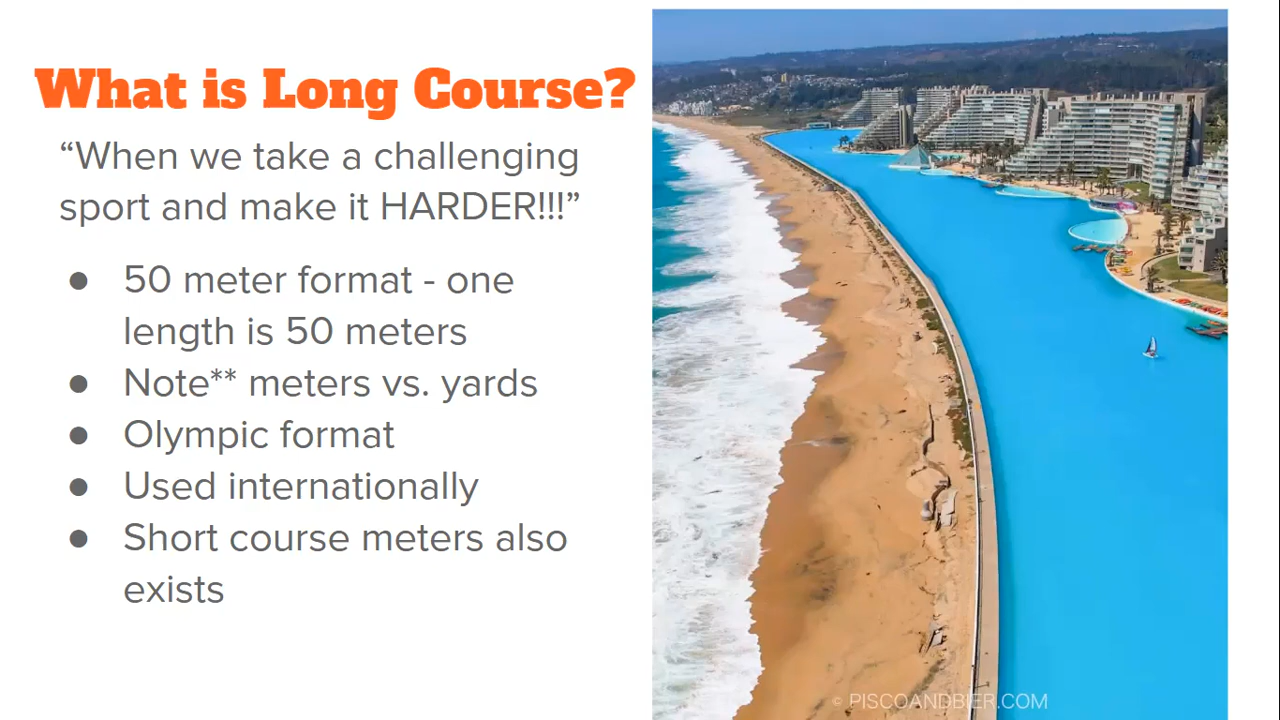 What is Long Course?
“When we take a challenging
sport and make it HARDER!!!”
● 50 meter format - one
length is 50 meters
● Note** meters vs. yards
● Olympic format
● Used internationally
● Short course meters also
exists
© PISCOANDBIER.COM